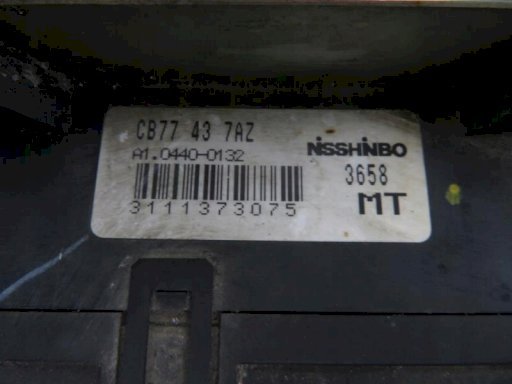 CB77 43 7AZ
A1.0440-0132
NISSHINBO
3658
3111373075
MT